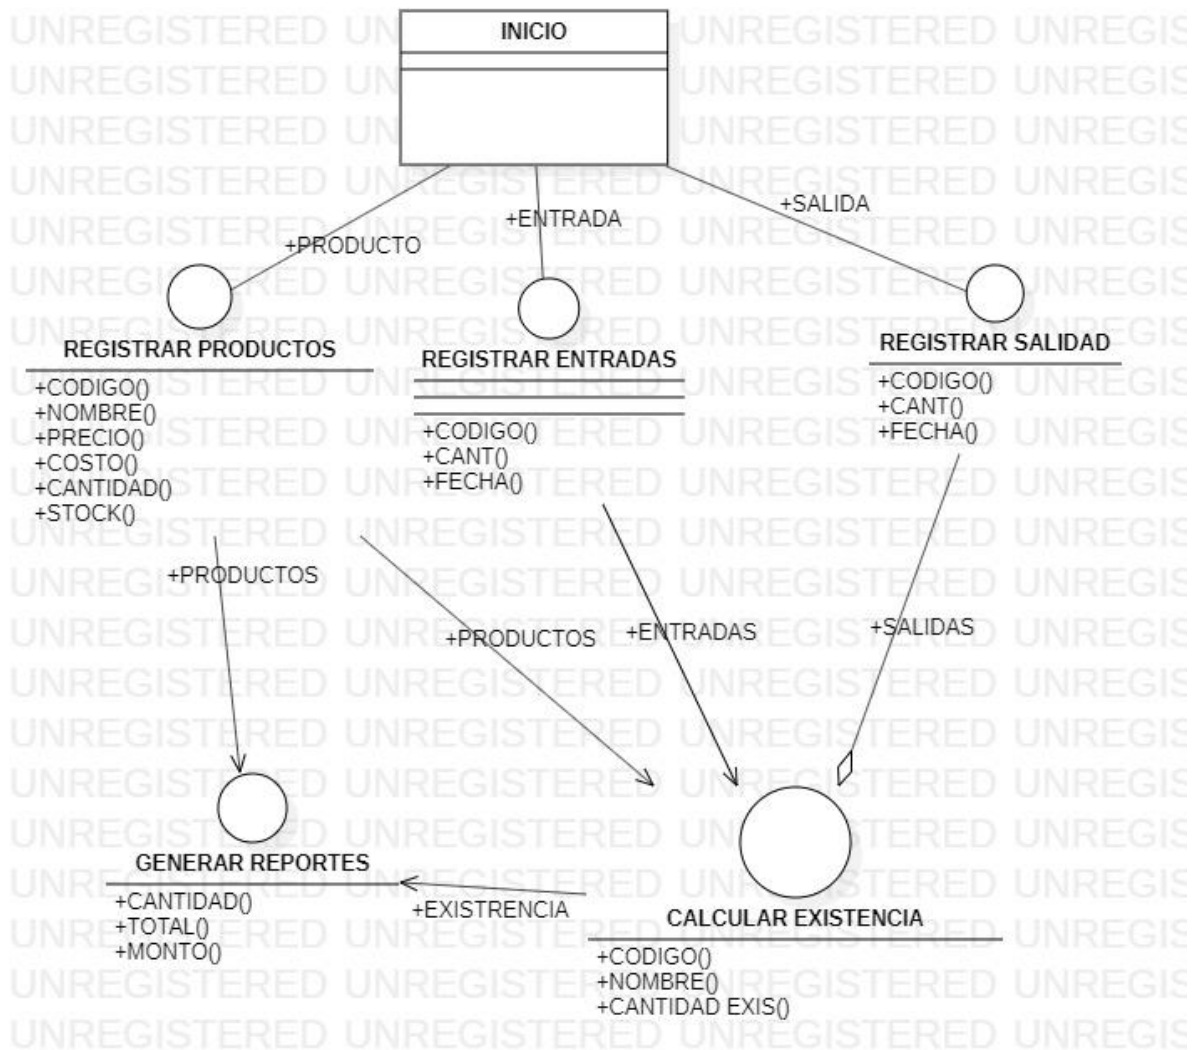 INICIO
+SALIDA
+ENTRADA
+PRODUCTO
REGISTRAR PRODUCTOS
+CODIGO()
+NOMBRE()
+PRECIO()
+COSTO()
+CANTIDAD()
+STOCK()
REGISTRAR ENTRADAS
+CODIGO()
+CANT()
+FECHA()
REGISTRAR SALIDAD
+CODIGO()
+CANT()
+FECHA()
+PRODUCTOS
+PRODUCTOS
+ENTRADAS
+SALIDAS
GENERAR REPORTES
+CANTIDAD()
+TOTAL()
+MONTO()
+EXISTRENCIA
CALCULAR EXISTENCIA
+CODIGO()
+NOMBRE()
+CANTIDAD EXIS()
UNREGISTERED